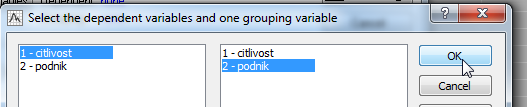 Select the dependent variables and one grouping variable
1 - citlivost
2 - podnik
1 - citlivost
2 - podnik
OK
Cancel